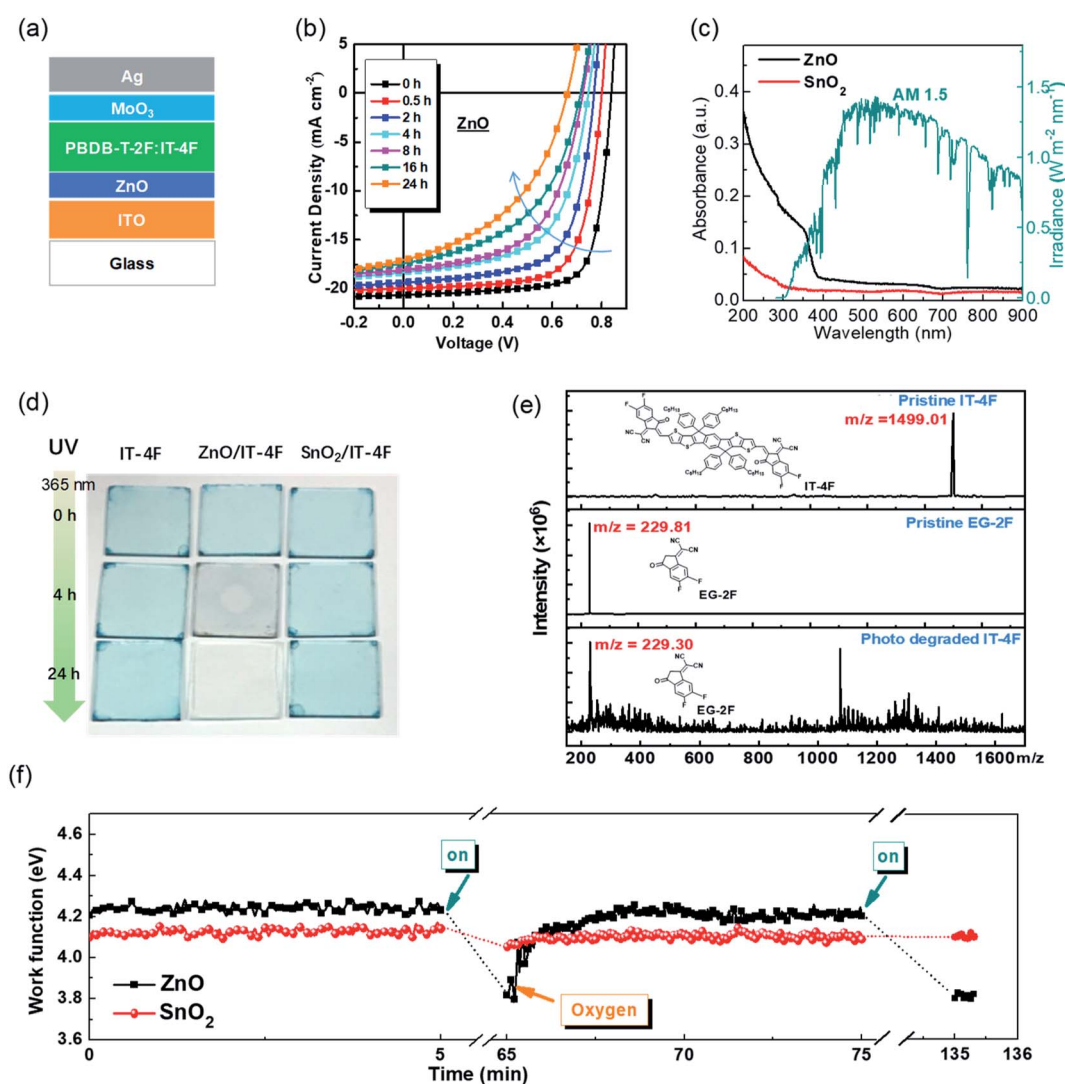 (a)
Ag
MoO3
PBDB-T-2F:IT-4F
ZnO
ITO
Glass
(b)
Current Density (mA cm-2)
5
0
-5
-10
-15
-20
0 h
0.5 h
2 h
4 h
8 h
16 h
24 h
ZnO
-0.2 0.0 0.2 0.4 0.6 0.8
Voltage (V)
(c)
Absorbance (a.u.)
0.4
0.3
0.2
0.1
0.0
ZnO
SnO2
AM 1.5
1.5
1.0
0.5
0.0
Irradiance (W m-2 nm-1)
200 300 400 500 600 700 800 900
Wavelength (nm)
(d)
UV
365 nm
0 h
4 h
24 h
IT-4F ZnO/IT-4F SnO2/IT-4F
(e)
Intensity (×10⁶)
Pristine IT-4F
m/z =1499.01
IT-4F
m/z = 229.81
Pristine EG-2F
EG-2F
m/z = 229.30
Photo degraded IT-4F
EG-2F
200 400 600 800 1000 1200 1400 1600 m/z
(f)
Work function (eV)
4.6
4.4
4.2
4.0
3.8
3.6
on
on
Oxygen
ZnO
SnO2
0 5 65 70 75 135 136
Time (min)